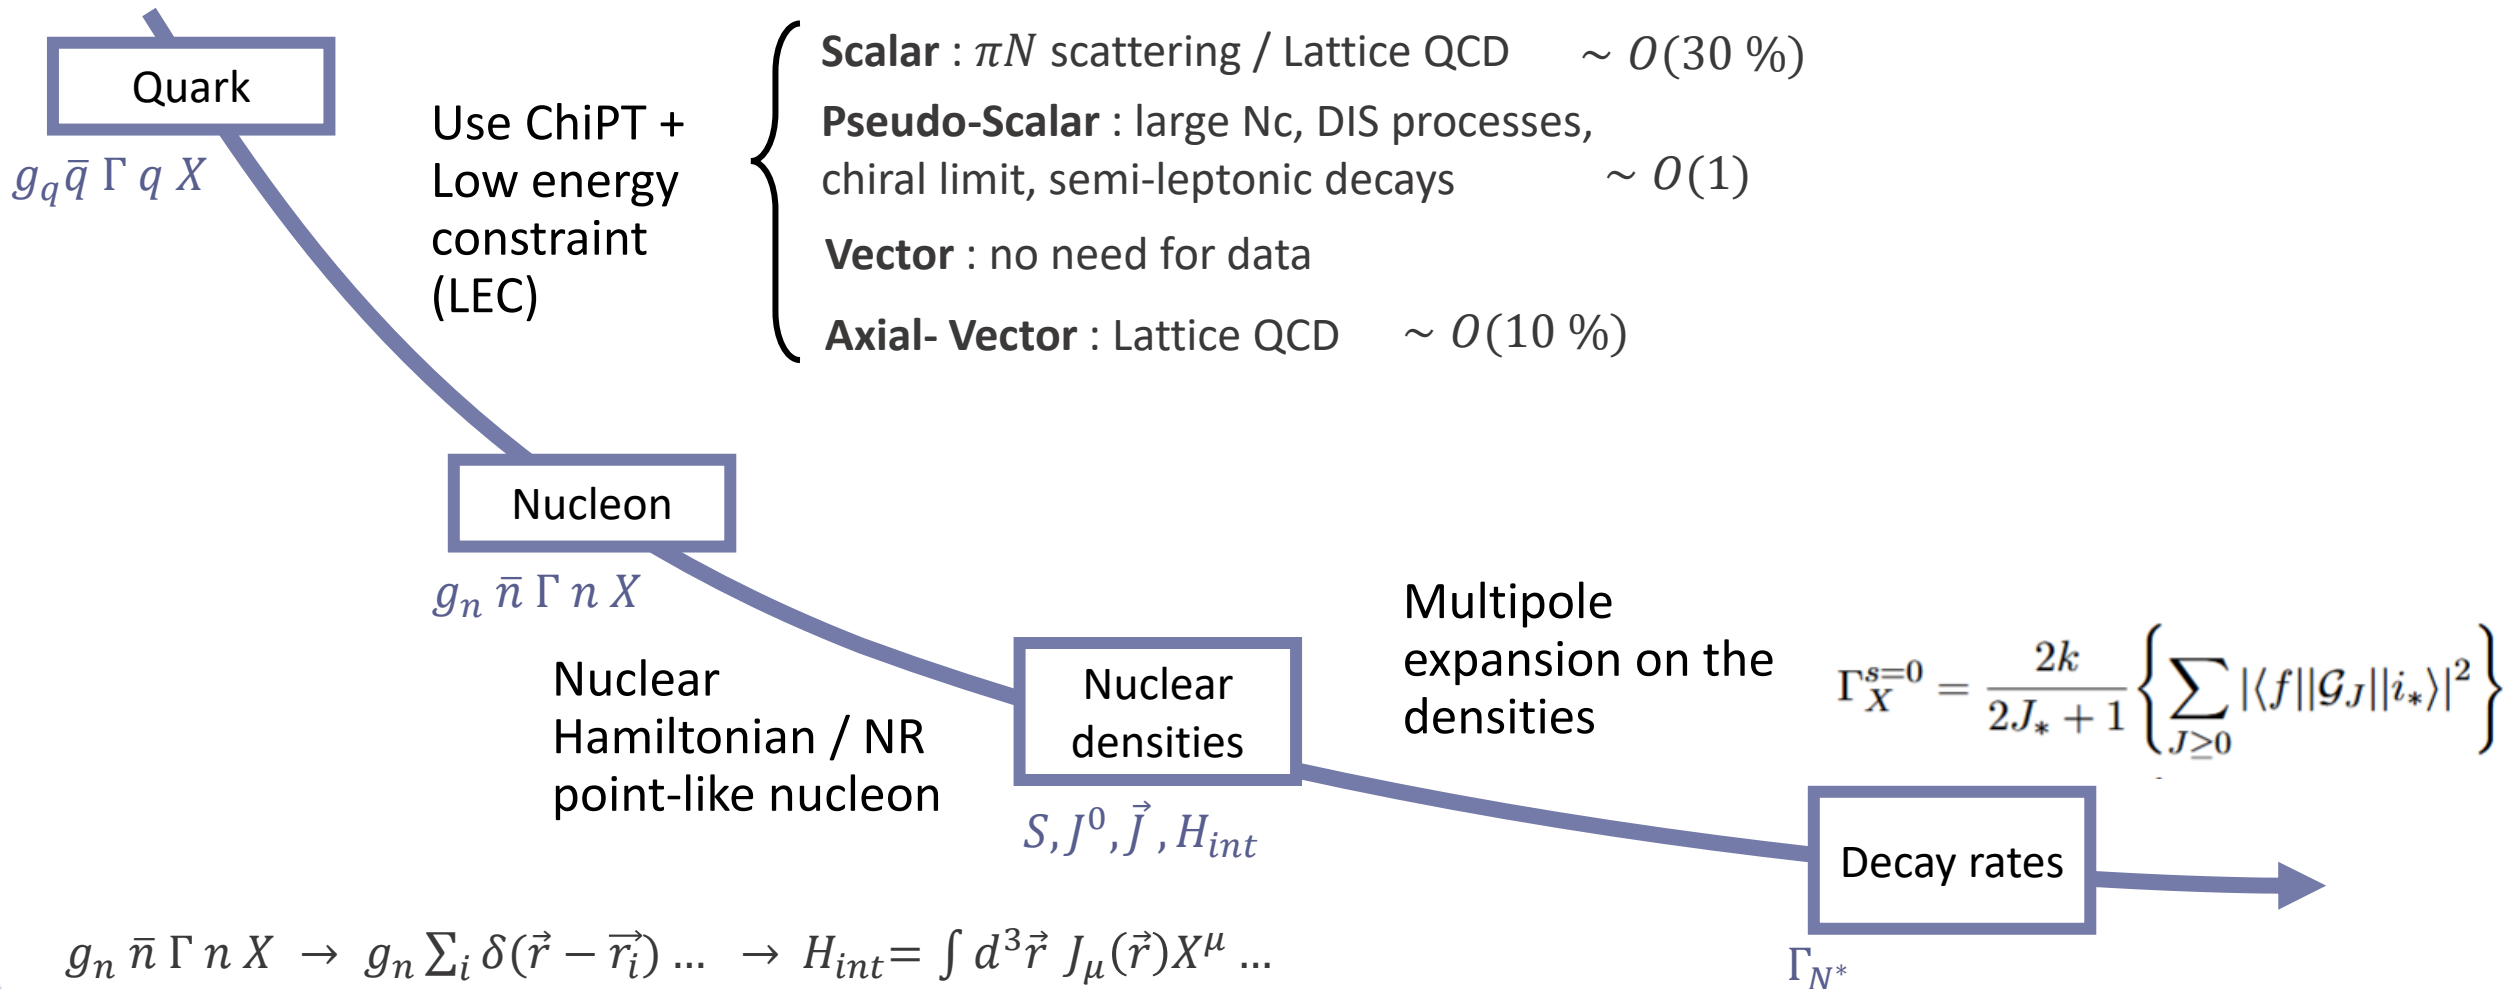 Quark
g_q q̅ Γ q X
Use ChiPT +
Low energy
constraint
(LEC)
Scalar : πN scattering / Lattice QCD ~ O(30 %)
Pseudo-Scalar : large Nc, DIS processes,
chiral limit, semi-leptonic decays ~ O(1)
Vector : no need for data
Axial- Vector : Lattice QCD ~ O(10 %)
Nucleon
g_n n̅ Γ n X
Nuclear
Hamiltonian / NR
point-like nucleon
Nuclear
densities
S, J^0, J⃗, H_int
Multipole
expansion on the
densities
Γ_X^{s=0} = \frac{2k}{2J_* + 1} { ∑_{J≥0} |⟨f||𝒢_J||i_*⟩|^2 }
Decay rates
Γ_{N*}
g_n n̅ Γ n X → g_n ∑_i δ(r⃗ − r⃗_i) ... → H_int = ∫ d^3r⃗ J_μ(r⃗)X^μ ...